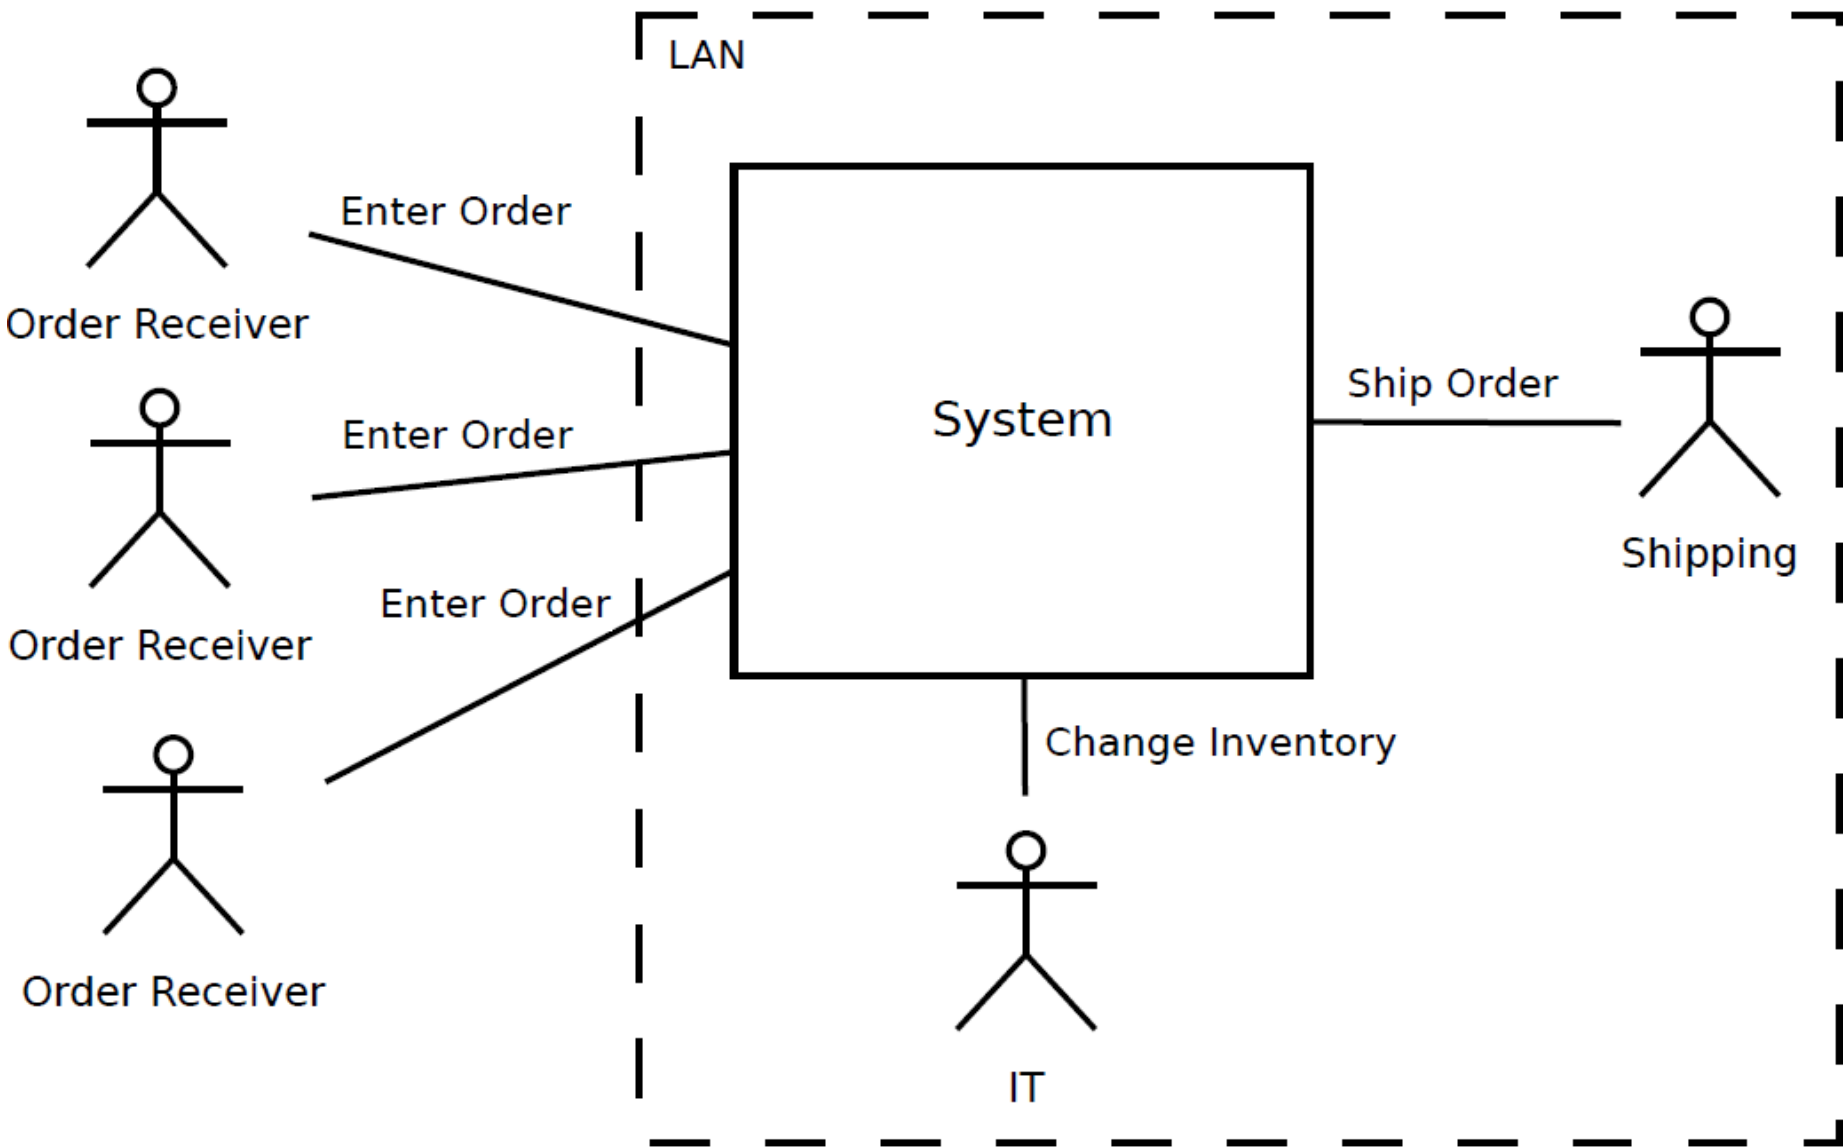 LAN
Enter Order
Order Receiver
Enter Order
Order Receiver
Enter Order
Order Receiver
System
Ship Order
Shipping
Change Inventory
IT